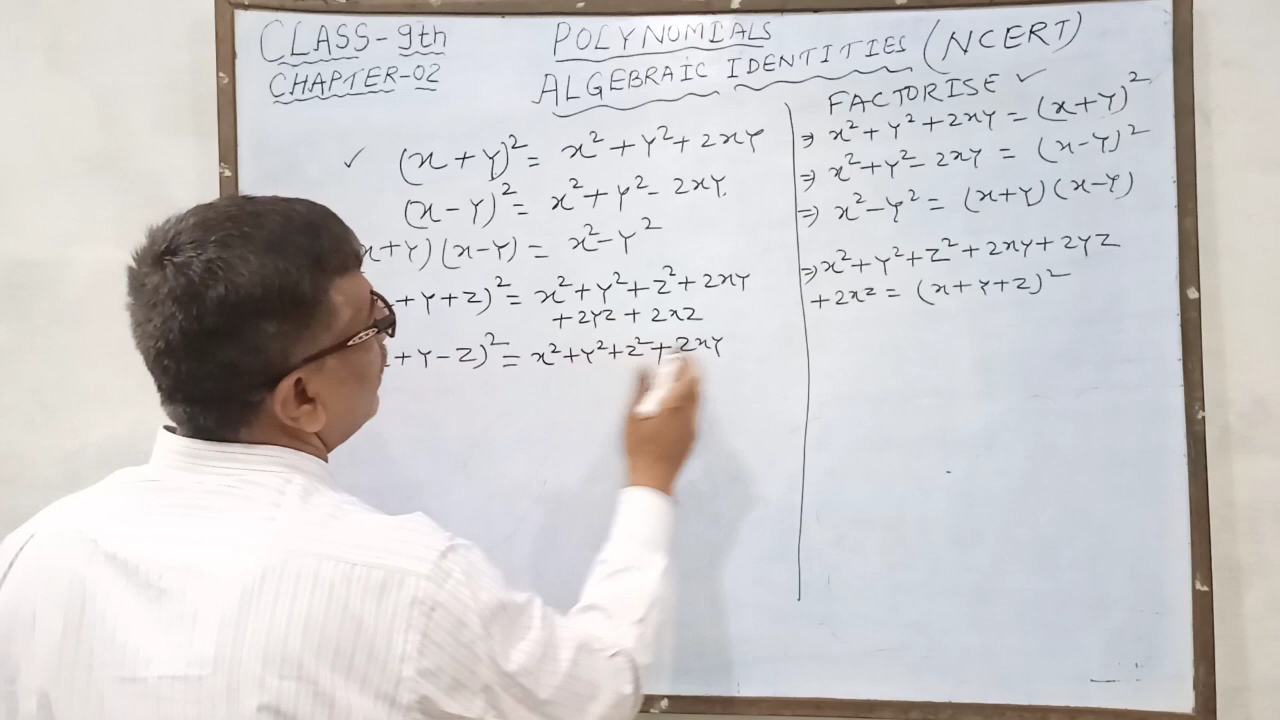 CLASS-9th
CHAPTER-02
POLYNOMIALS
ALGEBRAIC IDENTITIES (NCERT)
✓ (x+y)² = x²+y²+2xy
(x-y)² = x²+y²-2xy.
x+y)(x-y) = x²-y²
+y+z)² = x²+y²+z²+2xy
+2yz+2xz
+y-z)² = x²+y²+z²+2xy
FACTORISE ✓
⇒ x²+y²+2xy = (x+y)²
⇒ x²+y²-2xy = (x-y)²
⇒ x²-y² = (x+y)(x-y)
⇒ x²+y²+z²+2xy+2yz
+2xz = (x+y+z)²